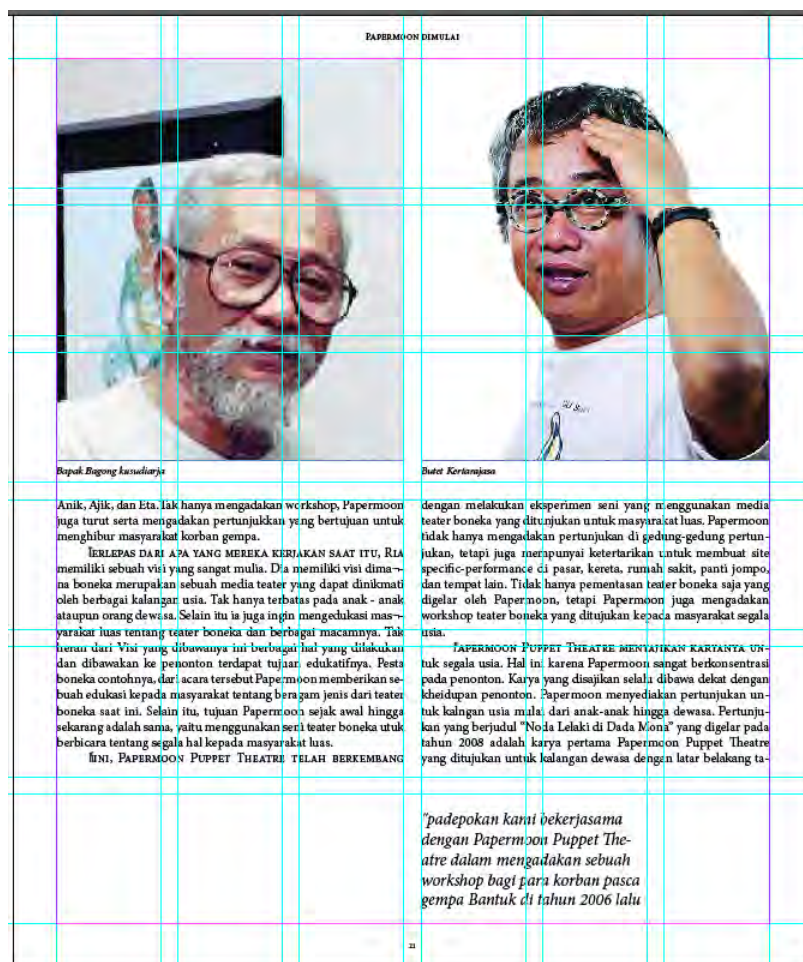 PAPERMOON DIMULAI
Bapak Bagong kusudiarja
Butet Kertarajasa
Anik, Ajik, dan Eta. Tak hanya mengadakan workshop, Papermoon
juga turut serta mengadakan pertunjukkan yang bertujuan untuk
menghibur masyarakat korban gempa.
TERLEPAS DARI APA YANG MEREKA KERJAKAN SAAT ITU, RIA
memiliki sebuah visi yang sangat mulia. Dia memiliki visi dima¬
na boneka merupakan sebuah media teater yang dapat dinikmati
oleh berbagai kalangan usia. Tak hanya terbatas pada anak - anak
ataupun orang dewasa. Selain itu ia juga ingin mengedukasi mas¬
yarakat luas tentang teater boneka dan berbagai macamnya. Tak
heran dari Visi yang dibawanya ini berbagai hal yang dilakukan
dan dibawakan ke penonton terdapat tujuan edukatifnya. Pesta
boneka contohnya, dari acara tersebut Papermoon memberikan se-
buah edukasi kepada masyarakat tentang beragam jenis dari teater
boneka saat ini. Selain itu, tujuan Papermoon sejak awal hingga
sekarang adalah sama, yaitu menggunakan seni teater boneka utuk
berbicara tentang segala hal kepada masyarakat luas.
INI, PAPERMOON PUPPET THEATRE TELAH BERKEMBANG
dengan melakukan eksperimen seni yang menggunakan media
teater boneka yang ditunjukan untuk masyarakat luas. Papermoon
tidak hanya mengadakan pertunjukan di gedung-gedung pertun-
jukan, tetapi juga mempunyai ketertarikan untuk membuat site
specific-performance di pasar, kereta, rumah sakit, panti jompo,
dan tempat lain. Tidak hanya pementasan teater boneka saja yang
digelar oleh Papermoon, tetapi Papermoon juga mengadakan
workshop teater boneka yang ditujukan kepada masyarakat segala
usia.
PAPERMOON PUPPET THEATRE MENYAJIKAN KARYANYA UN-
tuk segala usia. Hal ini karena Papermoon sangat berkonsentrasi
pada penonton. Karya yang disajikan selalu dibawa dekat dengan
kheidupan penonton. Papermoon menyediakan pertunjukan un-
tuk kalngan usia mulai dari anak-anak hingga dewasa. Pertunju-
kan yang berjudul "Noda Lelaki di Dada Mona" yang digelar pada
tahun 2008 adalah karya pertama Papermoon Puppet Theatre
yang ditujukan untuk kalangan dewasa dengan latar belakang ta-
"padepokan kami bekerjasama
dengan Papermoon Puppet The-
atre dalam mengadakan sebuah
workshop bagi para korban pasca
gempa Bantuk di tahun 2006 lalu